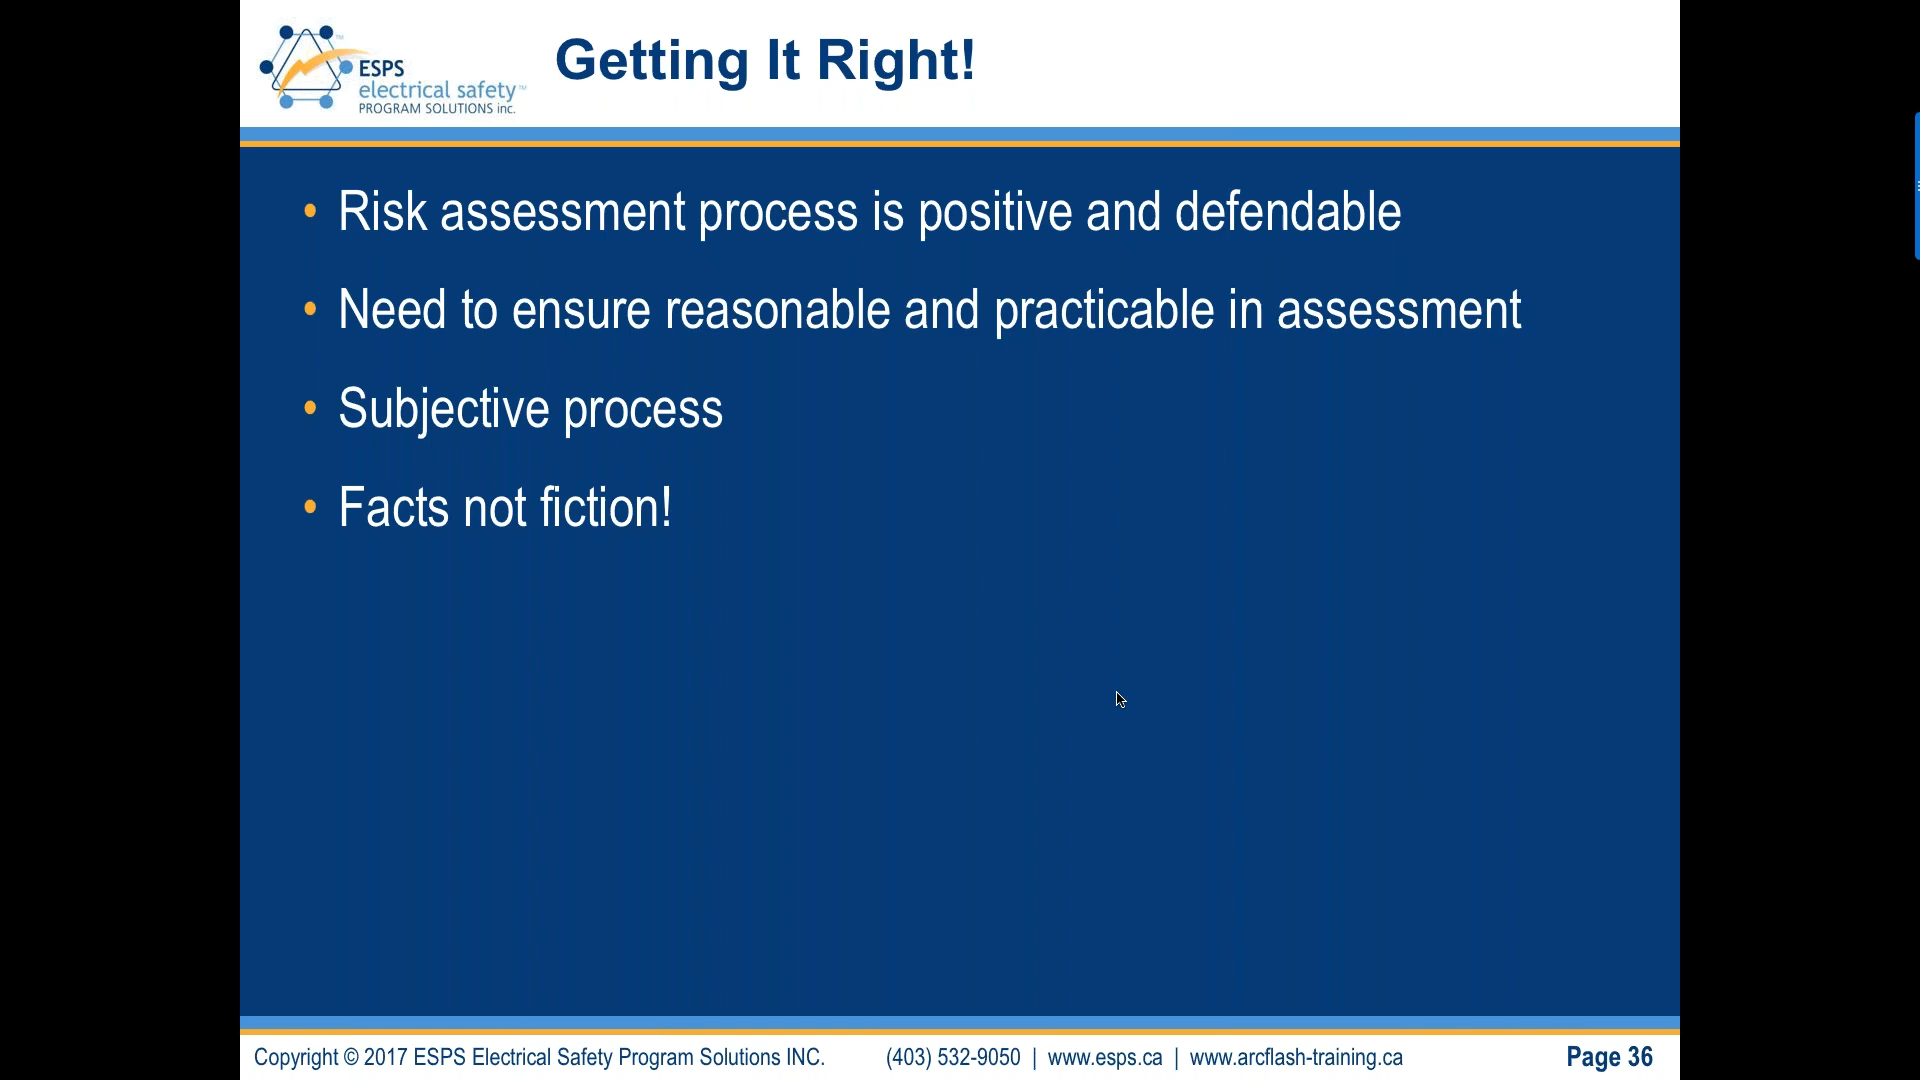 ESPS
electrical safety™
PROGRAM SOLUTIONS inc.
Getting It Right!
• Risk assessment process is positive and defendable
• Need to ensure reasonable and practicable in assessment
• Subjective process
• Facts not fiction!
Copyright © 2017 ESPS Electrical Safety Program Solutions INC. (403) 532-9050 | www.esps.ca | www.arcflash-training.ca Page 36